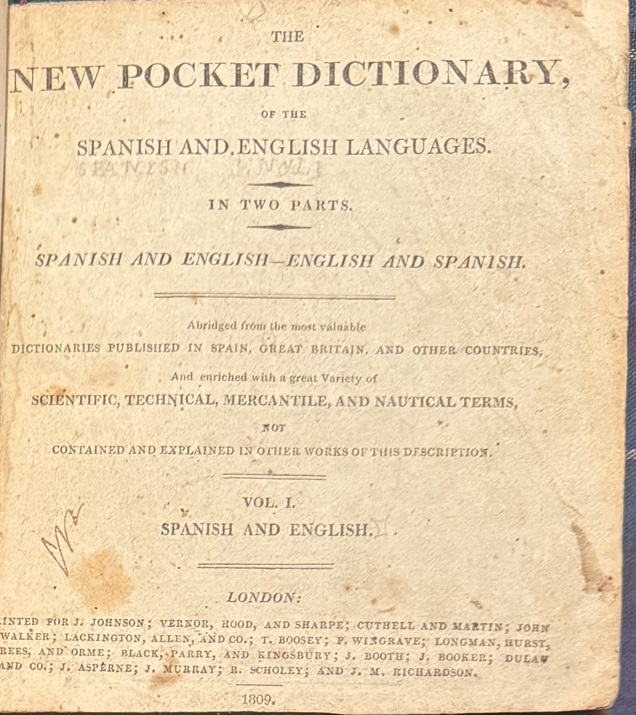 THE
NEW POCKET DICTIONARY,
OF THE
SPANISH AND ENGLISH LANGUAGES.
IN TWO PARTS.
SPANISH AND ENGLISH—ENGLISH AND SPANISH.
Abridged from the most valuable
DICTIONARIES PUBLISHED IN SPAIN, GREAT BRITAIN, AND OTHER COUNTRIES;
And enriched with a great Variety of
SCIENTIFIC, TECHNICAL, MERCANTILE, AND NAUTICAL TERMS,
NOT
CONTAINED AND EXPLAINED IN OTHER WORKS OF THIS DESCRIPTION.
VOL. I.
SPANISH AND ENGLISH.
LONDON:
INTED FOR J. JOHNSON; VERNOR, HOOD, AND SHARPE; CUTHELL AND MARTIN; JOHN
WALKER; LACKINGTON, ALLEN, AND CO.; T. BOOSEY; P. WINGRAVE; LONGMAN, HURST,
REES, AND ORME; BLACK, PARRY, AND KINGSBURY; J. BOOTH; J. BOOKER; DULAU
AND CO.; J. ASPERNE; J. MURRAY; R. SCHOLEY; AND J. M. RICHARDSON.
1809.